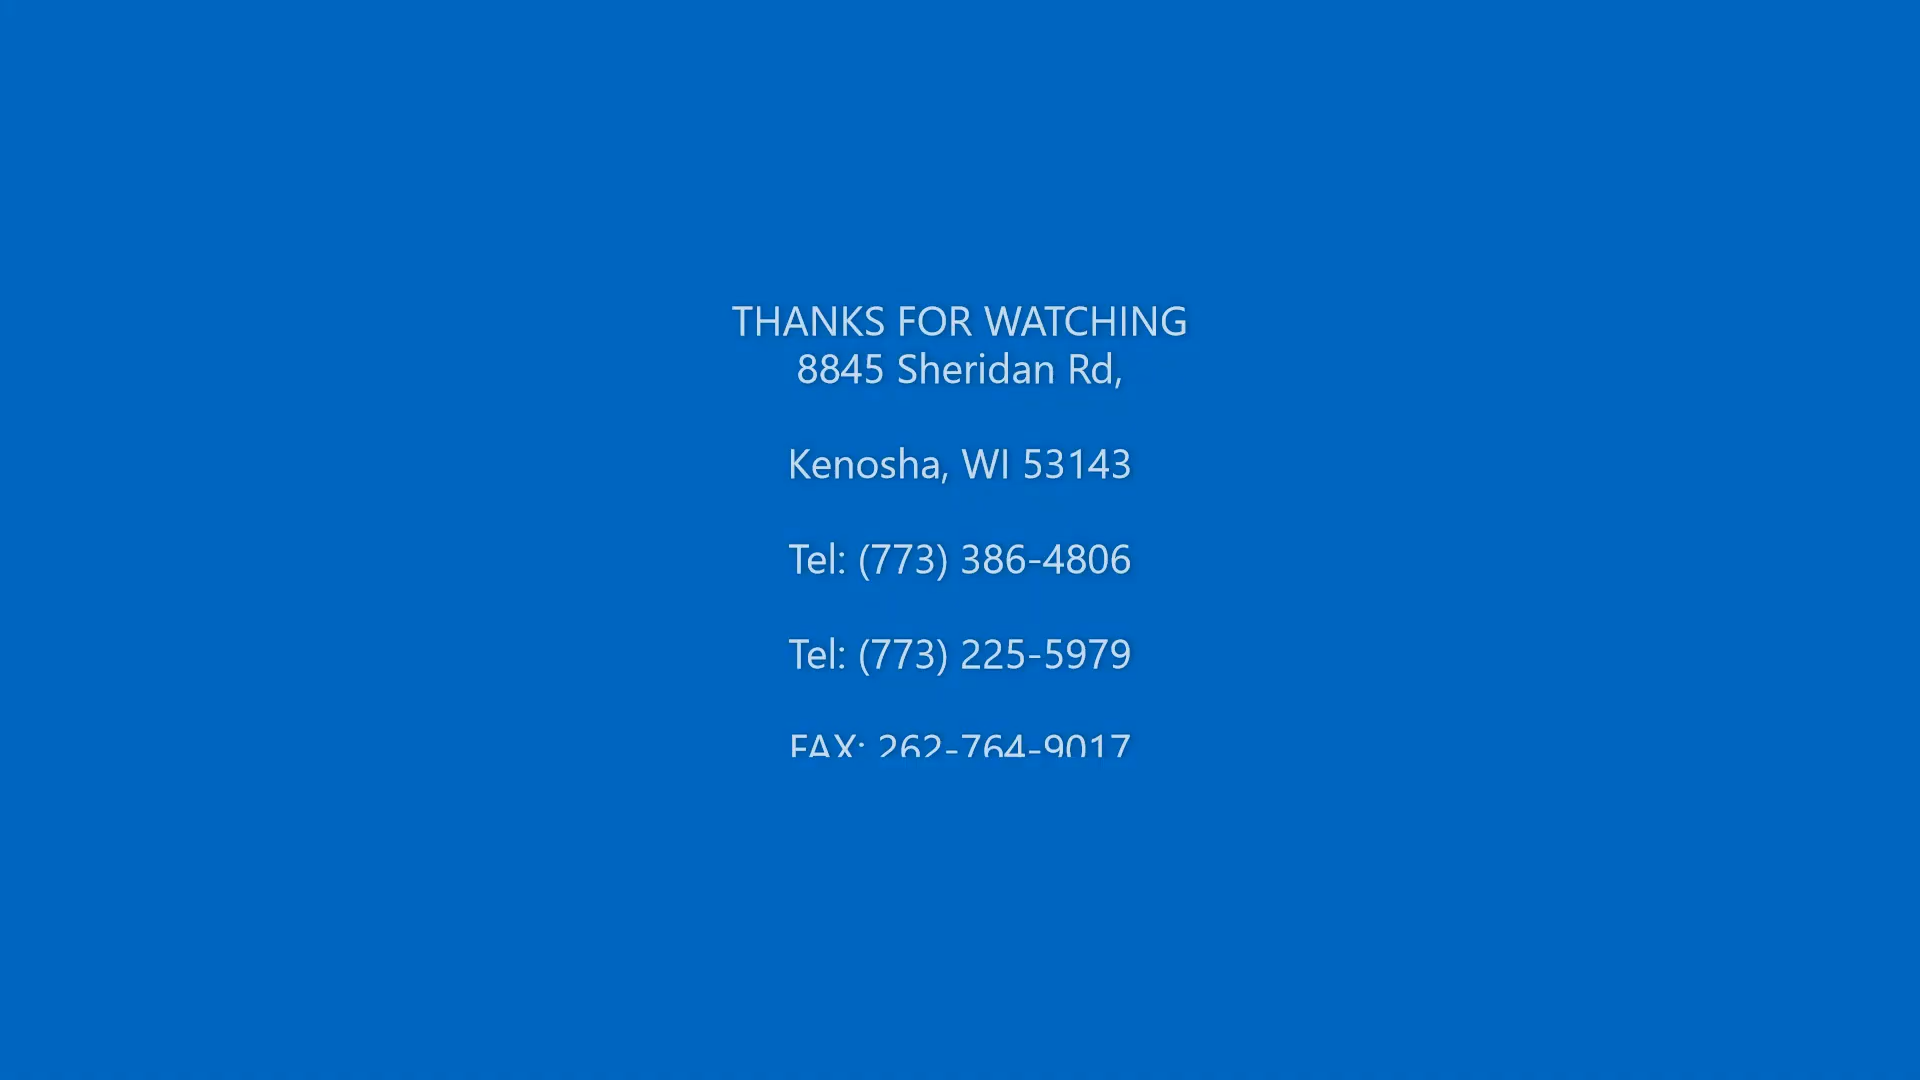 THANKS FOR WATCHING
8845 Sheridan Rd,
Kenosha, WI 53143
Tel: (773) 386-4806
Tel: (773) 225-5979
FAX: 262-764-9017